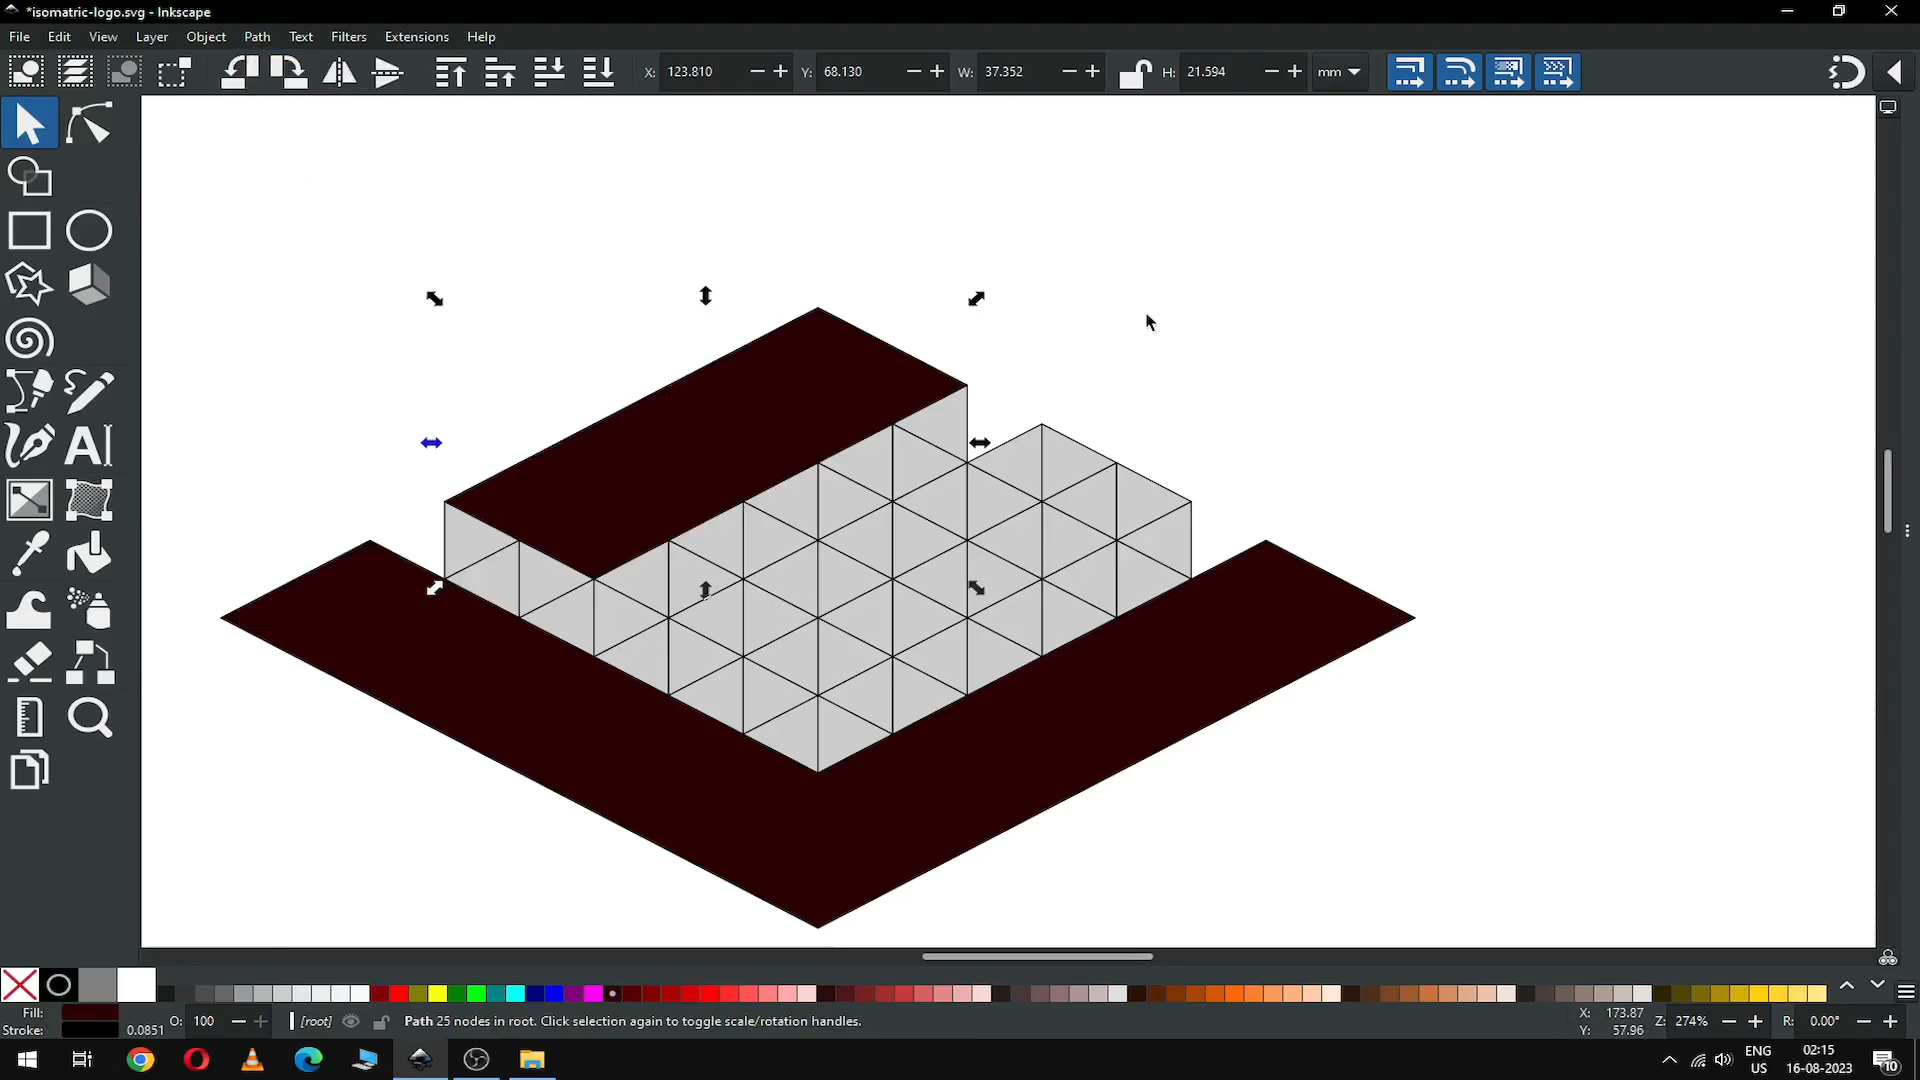 *isomatric-logo.svg - Inkscape
File Edit View Layer Object Path Text Filters Extensions Help
X: 123.810 Y: 68.130 W: 37.352 H: 21.594 mm
Fill:
Stroke: 0.0851 O: 100 [root] Path 25 nodes in root. Click selection again to toggle scale/rotation handles. X: 173.87 Y: 57.96 Z: 274% R: 0.00°
ENG US 02:15 16-08-2023 10